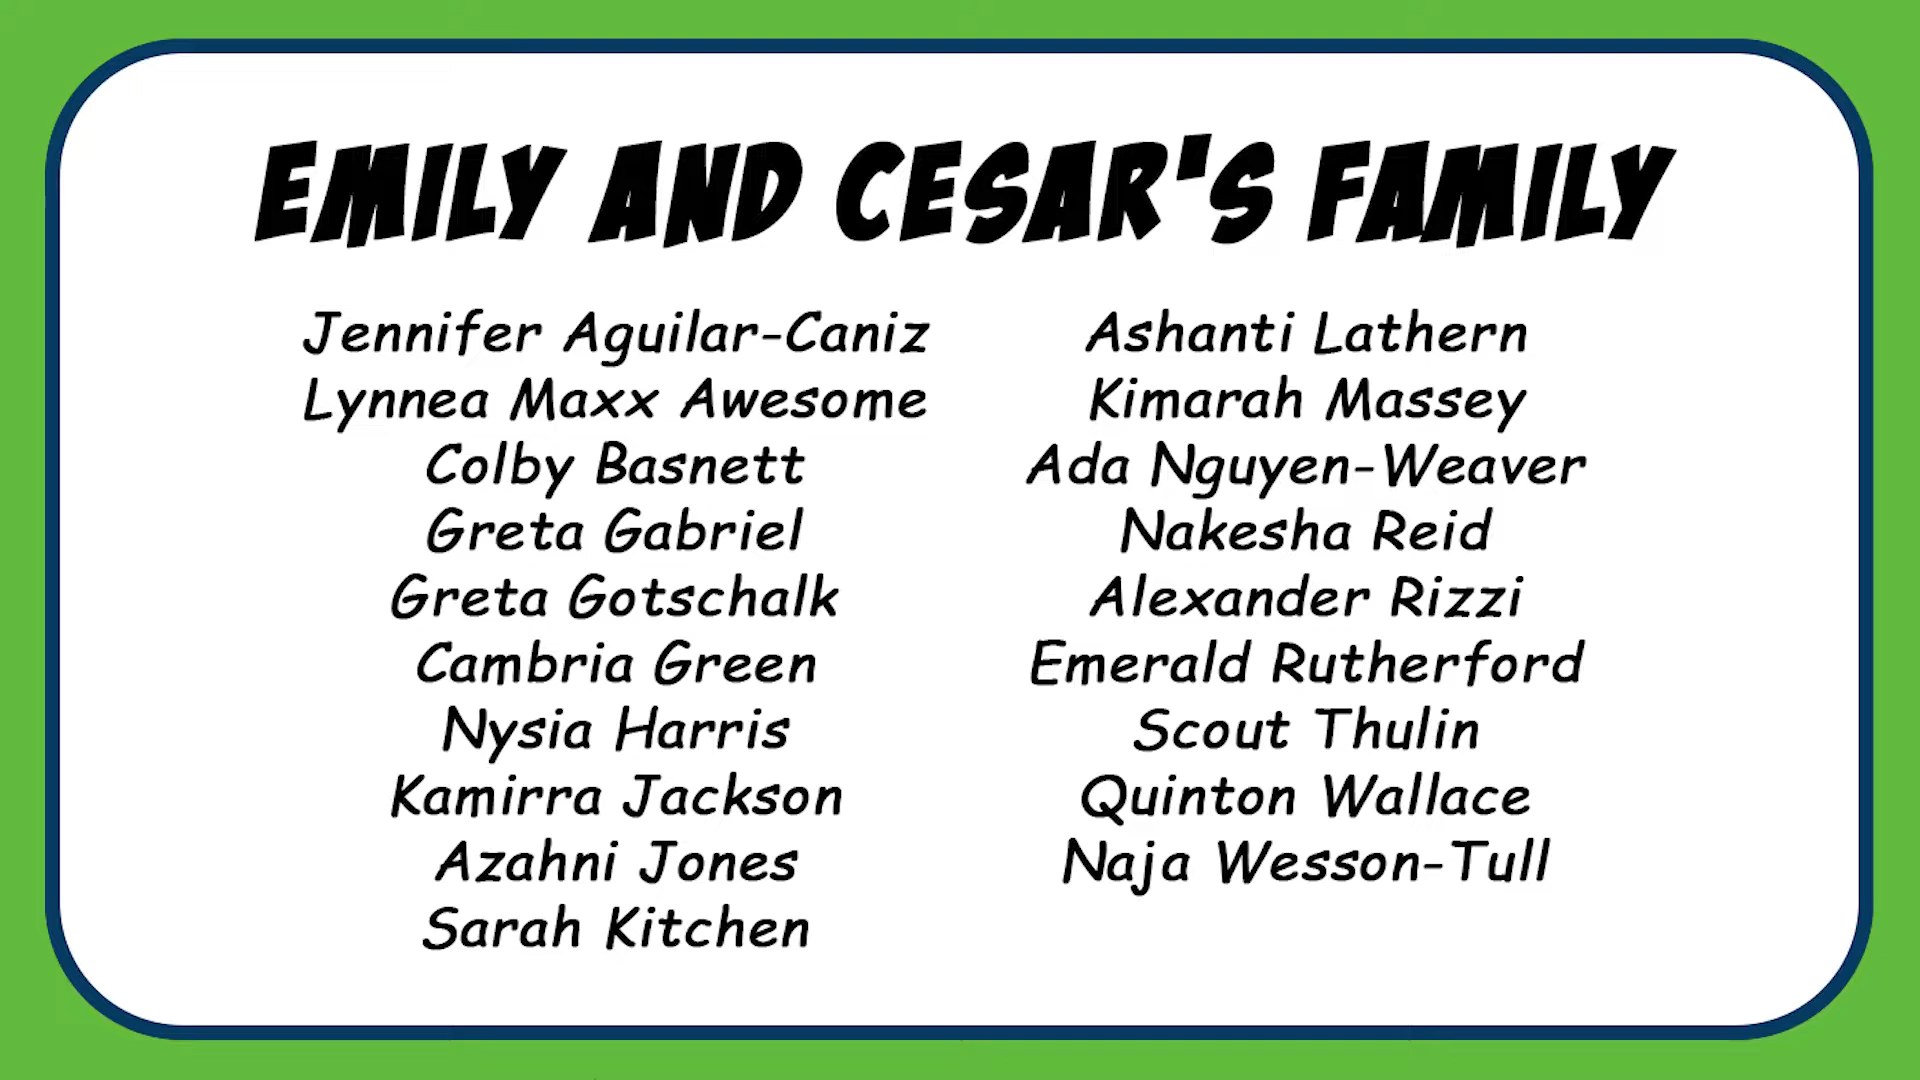 EMILY AND CESAR'S FAMILY
Jennifer Aguilar-Caniz
Lynnea Maxx Awesome
Colby Basnett
Greta Gabriel
Greta Gotschalk
Cambria Green
Nysia Harris
Kamirra Jackson
Azahni Jones
Sarah Kitchen
Ashanti Lathern
Kimarah Massey
Ada Nguyen-Weaver
Nakesha Reid
Alexander Rizzi
Emerald Rutherford
Scout Thulin
Quinton Wallace
Naja Wesson-Tull